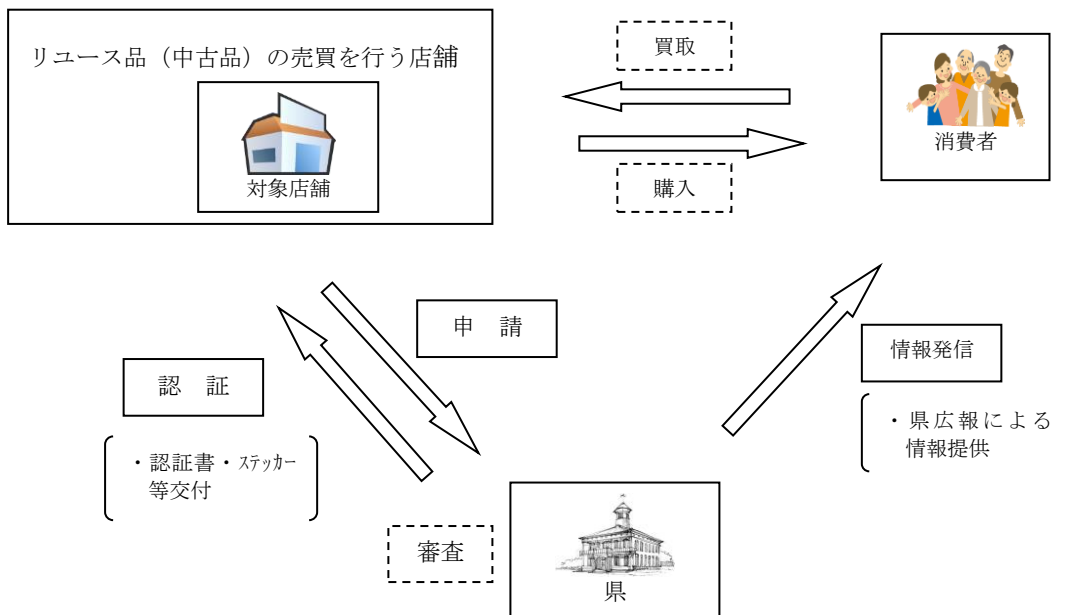 リユース品（中古品）の売買を行う店舗
対象店舗
買取
購入
消費者
申　請
認　証
・認証書・ｽﾃｯｶｰ
等交付
情報発信
・県広報による
情報提供
審査
県